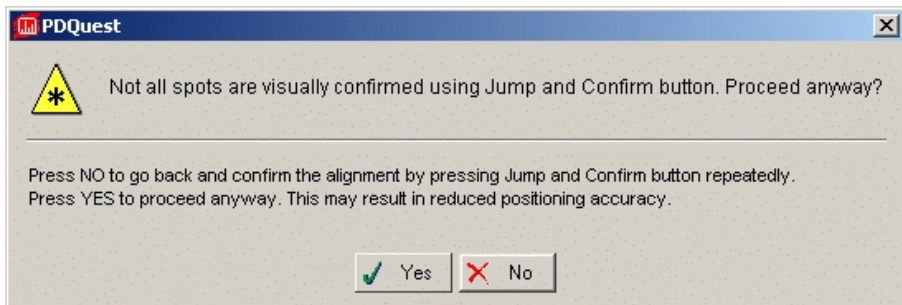 PDQuest
Not all spots are visually confirmed using Jump and Confirm button. Proceed anyway?
Press NO to go back and confirm the alignment by pressing Jump and Confirm button repeatedly.
Press YES to proceed anyway. This may result in reduced positioning accuracy.
Yes No